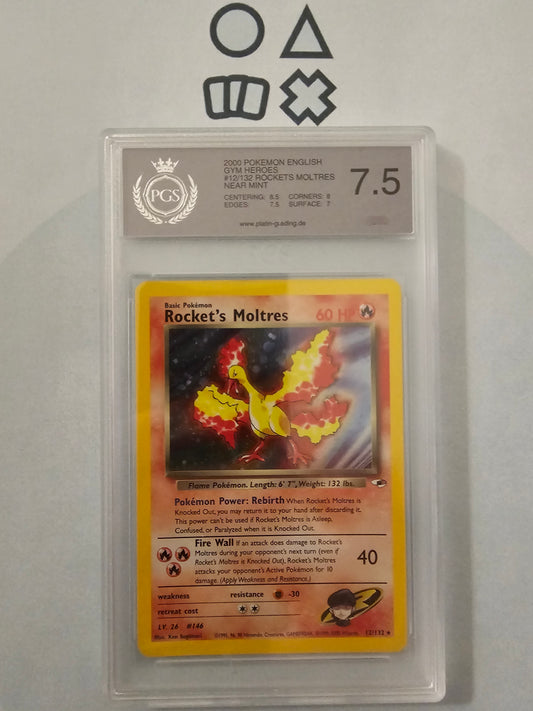 2000 POKEMON ENGLISH
GYM HEROES
#12/132 ROCKETS MOLTRES
NEAR MINT
CENTERING: 8.5 CORNERS: 8
EDGES: 7.5 SURFACE: 7
www.platin-grading.de
PGS
7.5
Basic Pokémon
Rocket's Moltres 60 HP
Flame Pokémon. Length: 6' 7", Weight: 132 lbs.
Pokémon Power: Rebirth When Rocket's Moltres is
Knocked Out, you may return it to your hand after discarding it.
This power can't be used if Rocket's Moltres is Asleep,
Confused, or Paralyzed when it is Knocked Out.
Fire Wall If an attack does damage to Rocket's
Moltres during your opponent's next turn (even if
Rocket's Moltres is Knocked Out), Rocket's Moltres
attacks your opponent's Active Pokémon for 10
damage. (Apply Weakness and Resistance.)
40
weakness resistance -30
retreat cost
LV. 26 #146
Illus. Ken Sugimori
12/132